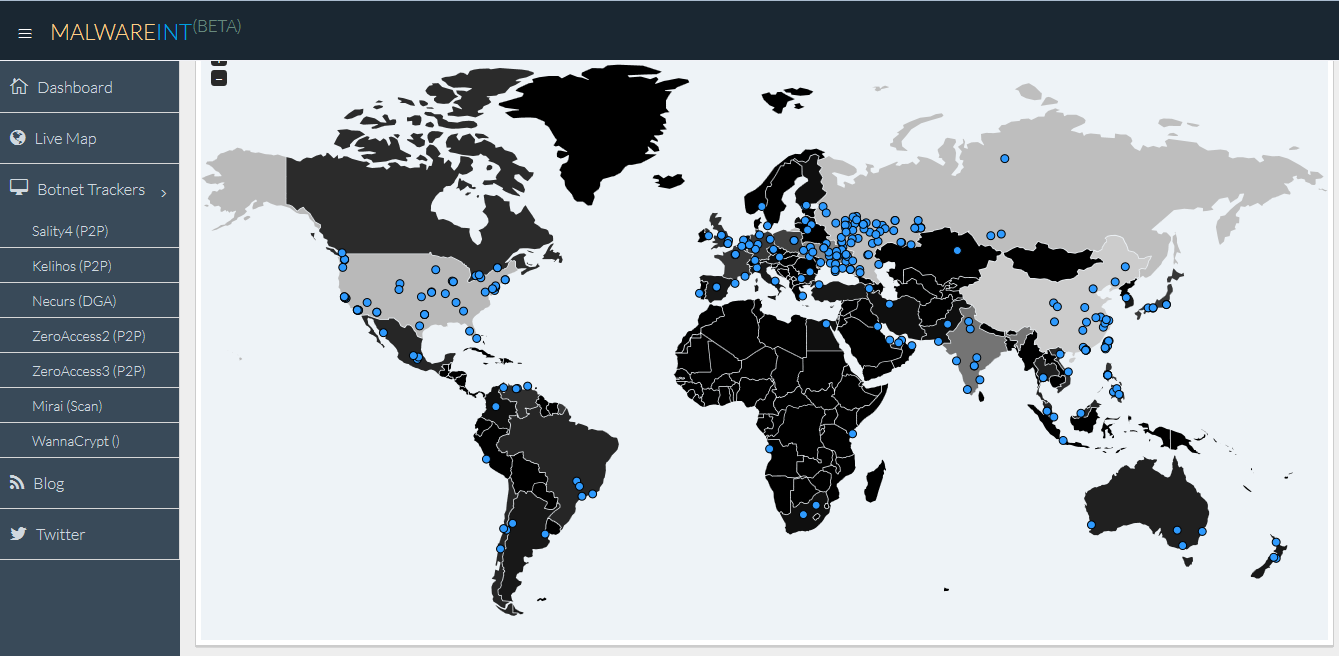 MALWAREINT(BETA)
Dashboard
Live Map
Botnet Trackers
Sality4 (P2P)
Kelihos (P2P)
Necurs (DGA)
ZeroAccess2 (P2P)
ZeroAccess3 (P2P)
Mirai (Scan)
WannaCrypt ()
Blog
Twitter